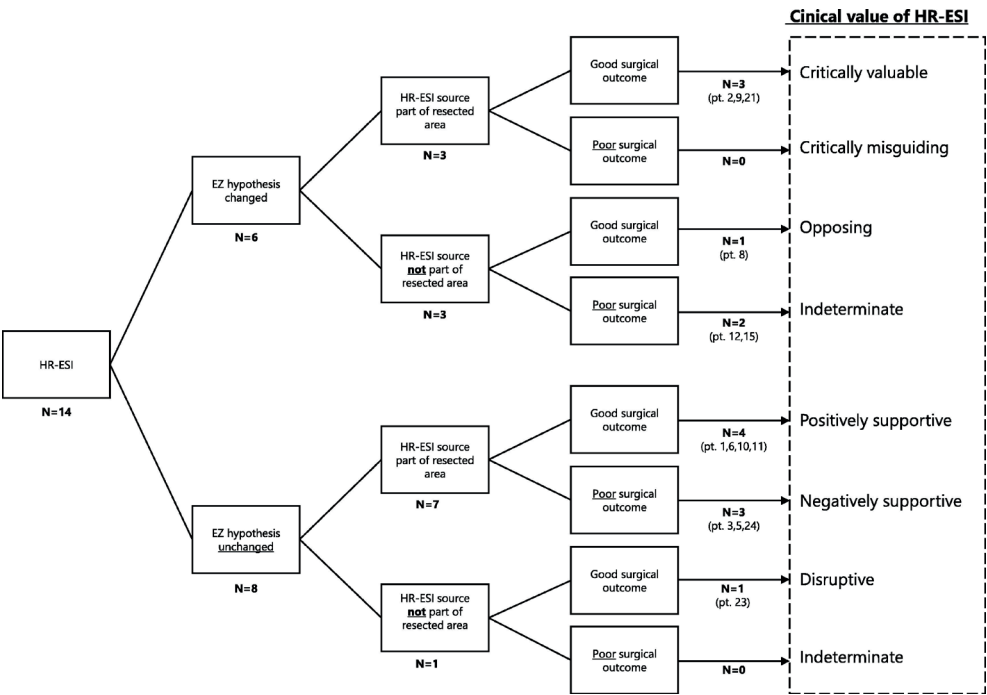 Cinical value of HR-ESI
Good surgical
outcome
N=3
(pt. 2,9,21)
Critically valuable
HR-ESI source
part of resected
area
N=3
Poor surgical
outcome
N=0
Critically misguiding
EZ hypothesis
changed
N=6
Good surgical
outcome
N=1
(pt. 8)
Opposing
HR-ESI source
not part of
resected area
N=3
Poor surgical
outcome
N=2
(pt. 12,15)
Indeterminate
HR-ESI
N=14
Good surgical
outcome
N=4
(pt. 1,6,10,11)
Positively supportive
HR-ESI source
part of resected
area
N=7
Poor surgical
outcome
N=3
(pt. 3,5,24)
Negatively supportive
EZ hypothesis
unchanged
N=8
Good surgical
outcome
N=1
(pt. 23)
Disruptive
HR-ESI source
not part of
resected area
N=1
Poor surgical
outcome
N=0
Indeterminate